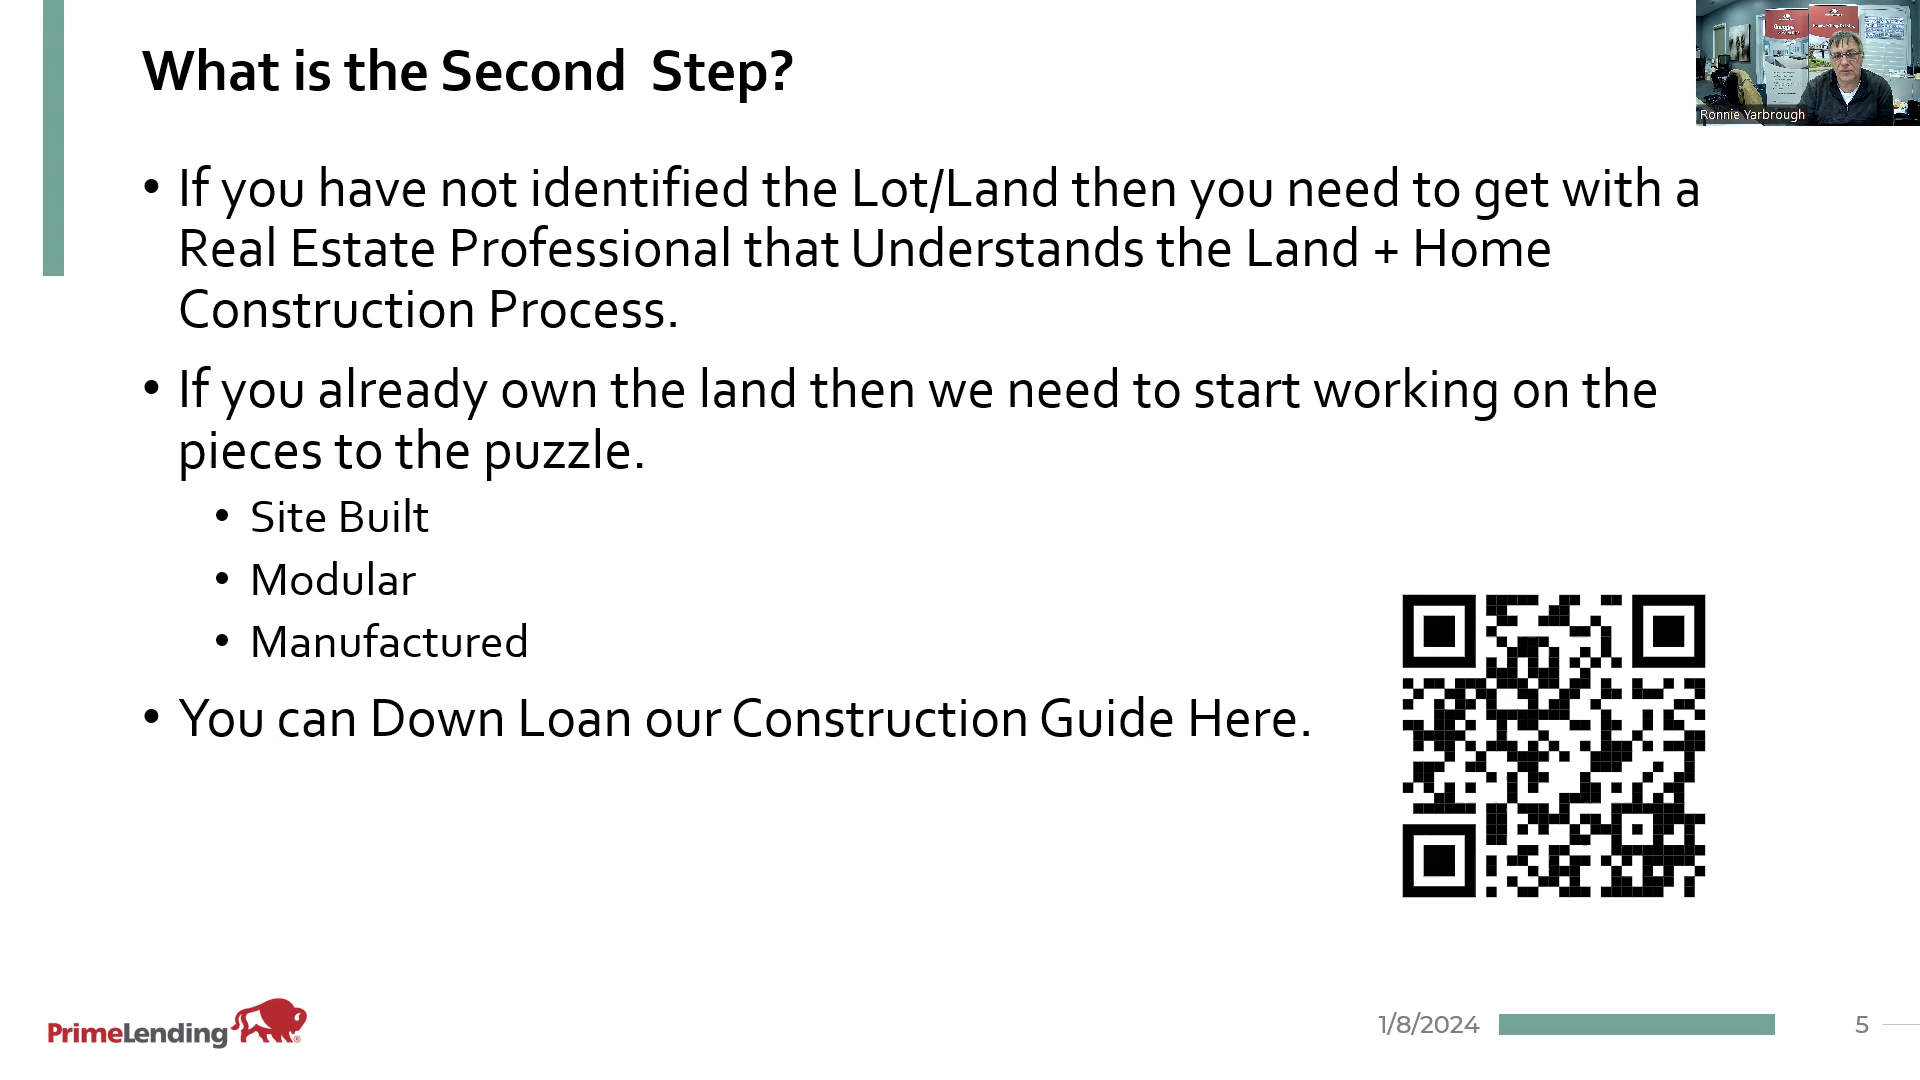 What is the Second  Step?
Ronnie Yarbrough
• If you have not identified the Lot/Land then you need to get with a
Real Estate Professional that Understands the Land + Home
Construction Process.
• If you already own the land then we need to start working on the
pieces to the puzzle.
• Site Built
• Modular
• Manufactured
• You can Down Loan our Construction Guide Here.
PrimeLending
1/8/2024
5